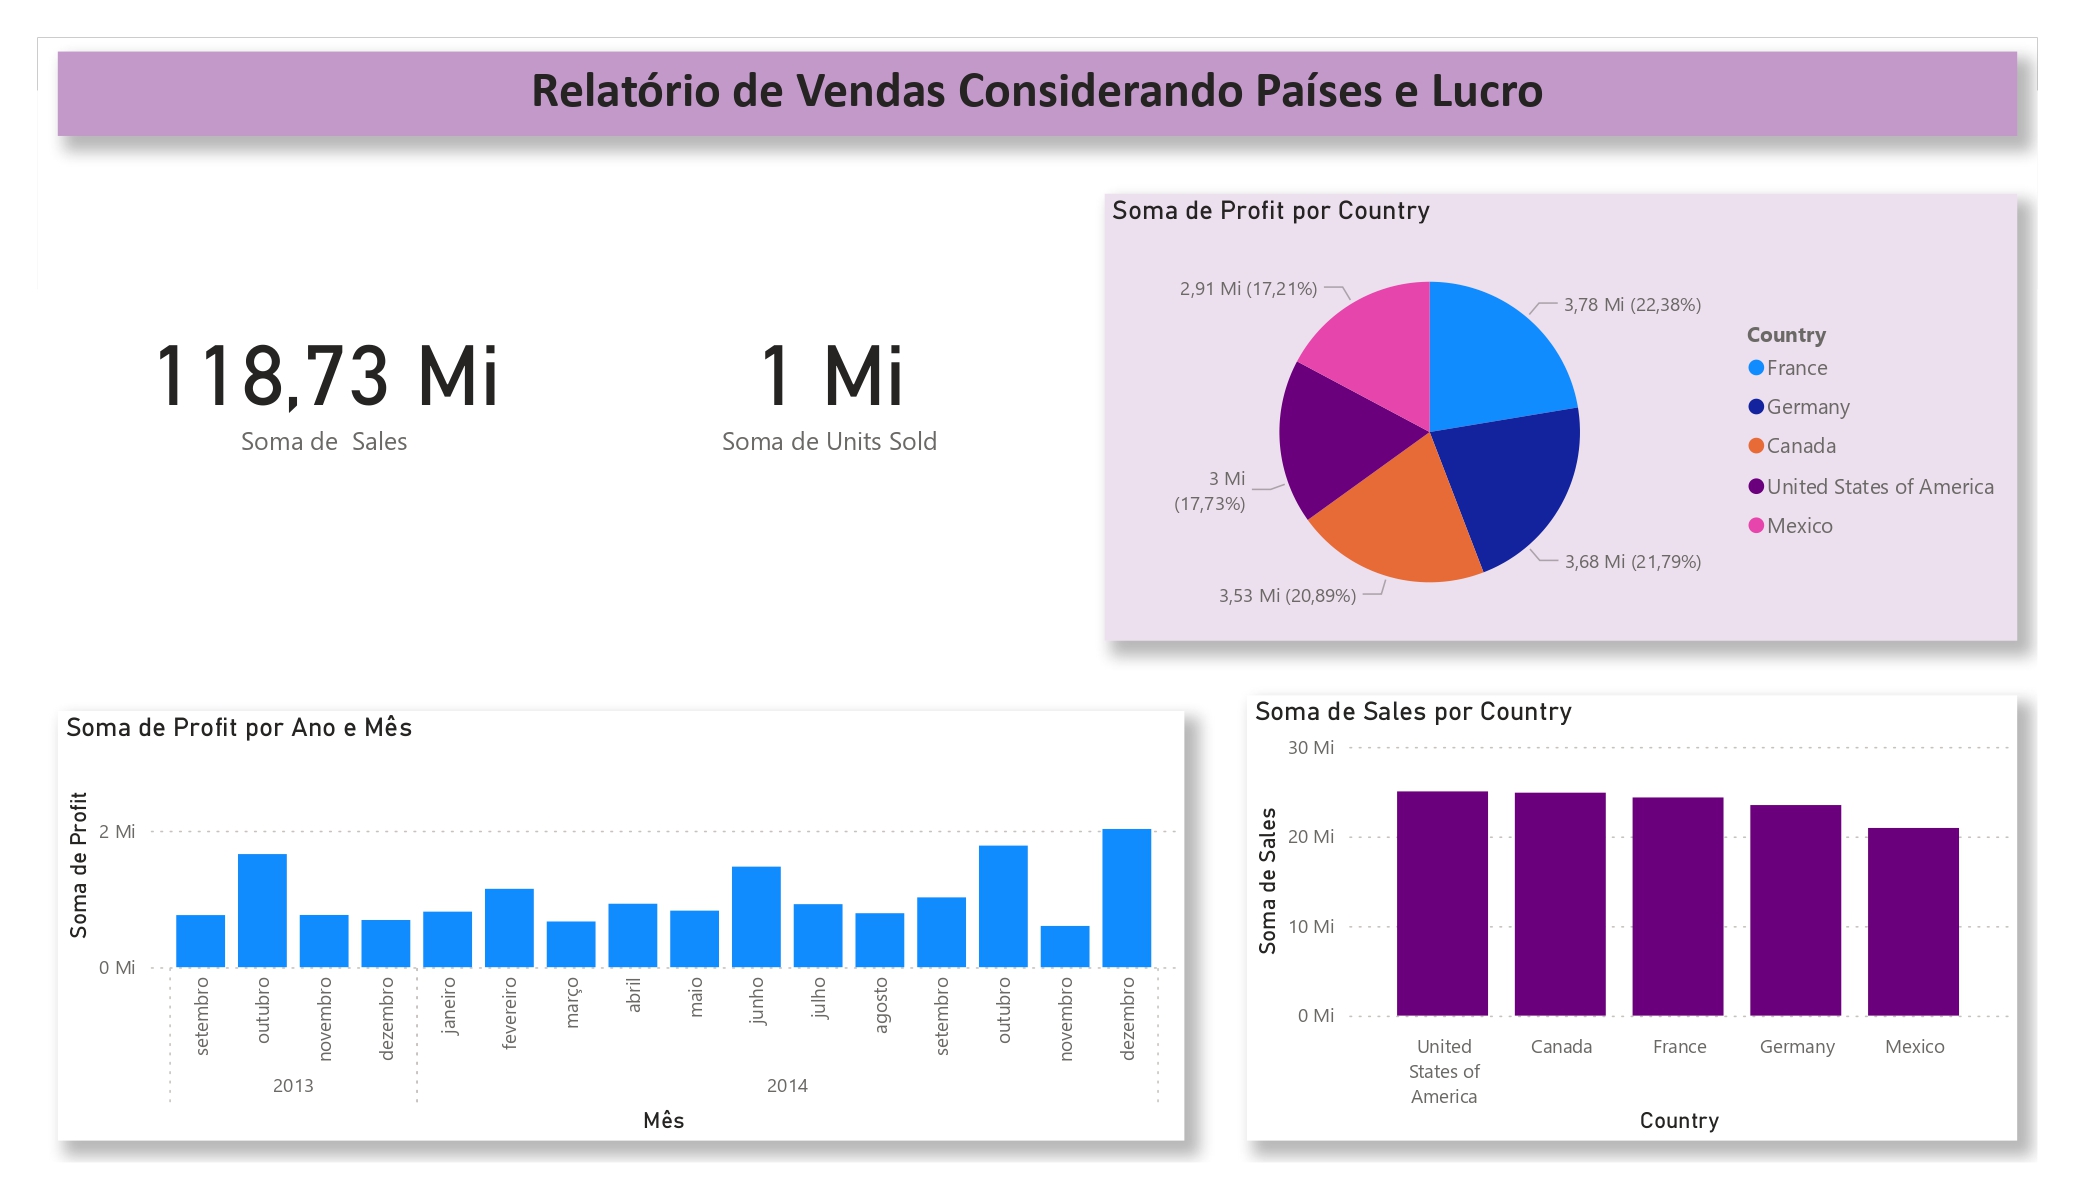 Relatório de Vendas Considerando Países e Lucro
118,73 Mi
Soma de  Sales
1 Mi
Soma de Units Sold
Soma de Profit por Country
2,91 Mi (17,21%)
3,78 Mi (22,38%)
3 Mi
(17,73%)
3,53 Mi (20,89%)
3,68 Mi (21,79%)
Country
France
Germany
Canada
United States of America
Mexico
Soma de Profit por Ano e Mês
Soma de Profit
2 Mi
0 Mi
setembro
outubro
novembro
dezembro
janeiro
fevereiro
março
abril
maio
junho
julho
agosto
setembro
outubro
novembro
dezembro
2013
2014
Mês
Soma de Sales por Country
Soma de Sales
30 Mi
20 Mi
10 Mi
0 Mi
United
States of
America
Canada
France
Germany
Mexico
Country